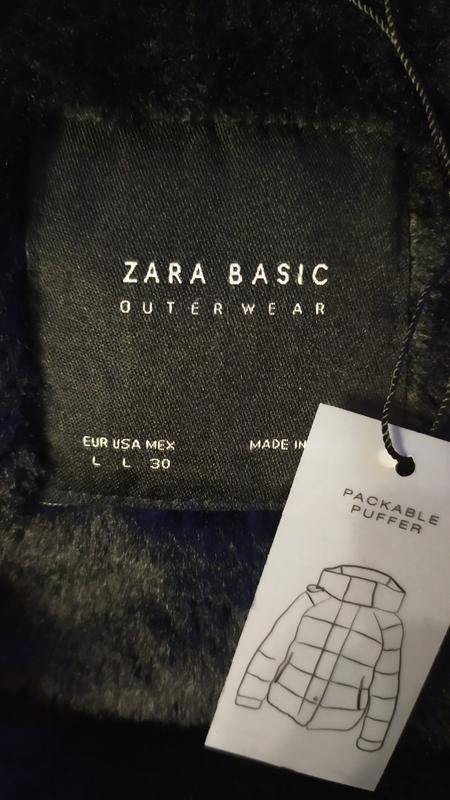 ZARA BASIC
OUTERWEAR
EUR USA MEX
L L 30
MADE IN
PACKABLE
PUFFER